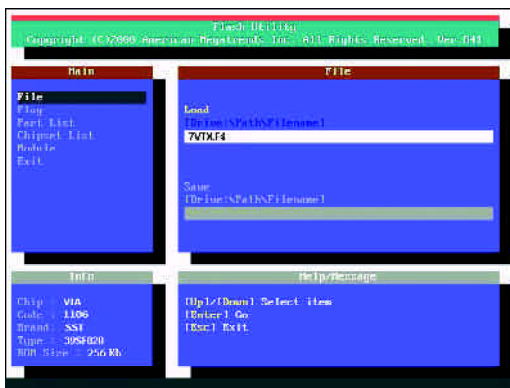 Flash Utility
Copyright (C)2000 American Megatrends Inc. All Rights Reserved. Ver.
Main
File
Flag
Part List
Chipset List
Module
Exit
File
Load
[Drive:\Path\Filename]
7VTX.F4
Save
[Drive:\Path\Filename]
Info
Chip : VIA
Code : 1106
Brand: SST
Type : 39SF020
ROM Size : 256 Kb
Help/Message
[Up]/[Down] Select item
[Enter] Go
[Esc] Exit